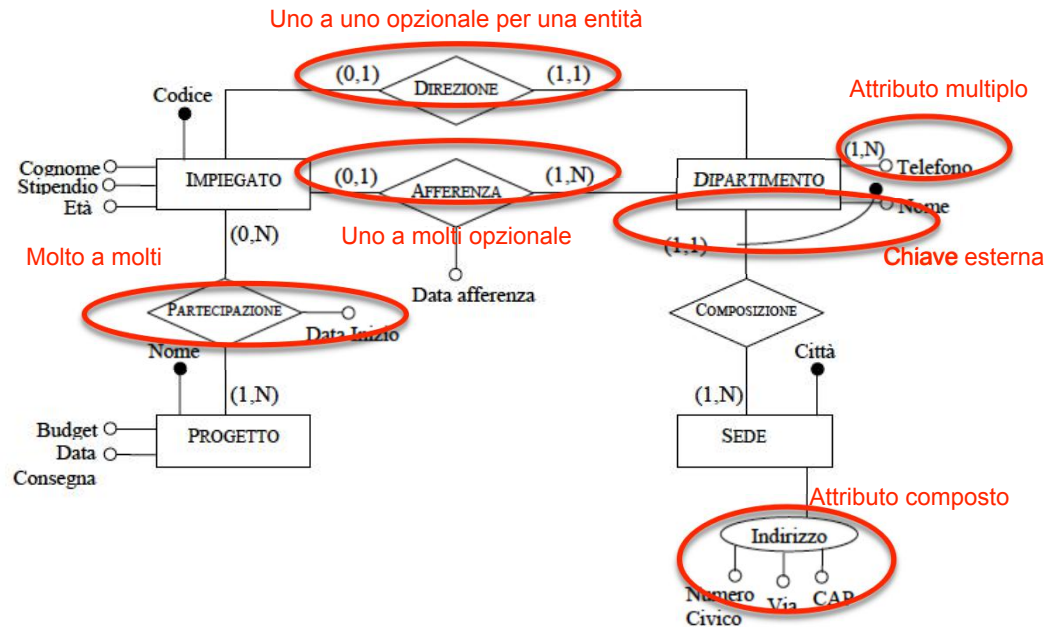 Uno a uno opzionale per una entità
(0,1)
DIREZIONE
(1,1)
Codice
Attributo multiplo
Cognome
Stipendio
Età
IMPIEGATO
(0,1)
AFFERENZA
(1,N)
DIPARTIMENTO
(1,N)
Telefono
Nome
(0,N)
Uno a molti opzionale
(1,1)
Chiave esterna
Molto a molti
Data afferenza
PARTECIPAZIONE
Data Inizio
COMPOSIZIONE
Nome
Città
(1,N)
(1,N)
Budget
Data
Consegna
PROGETTO
SEDE
Attributo composto
Indirizzo
Numero
Civico
Via
CAP